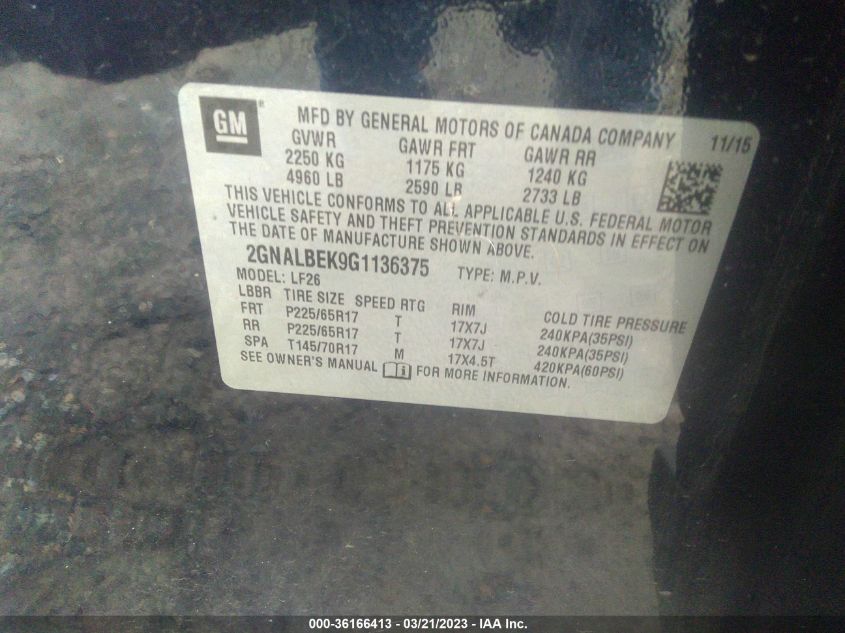 GM ® MFD BY GENERAL MOTORS OF CANADA COMPANY 11/15
GVWR GAWR FRT GAWR RR
2250 KG 1175 KG 1240 KG
4960 LB 2590 LB 2733 LB
THIS VEHICLE CONFORMS TO ALL APPLICABLE U.S. FEDERAL MOTOR
VEHICLE SAFETY AND THEFT PREVENTION STANDARDS IN EFFECT ON
THE DATE OF MANUFACTURE SHOWN ABOVE.
2GNALBEK9G1136375 TYPE: M.P.V.
MODEL: LF26
LBBR TIRE SIZE SPEED RTG RIM COLD TIRE PRESSURE
FRT P225/65R17 T 17X7J 240KPA(35PSI)
RR P225/65R17 T 17X7J 240KPA(35PSI)
SPA T145/70R17 M 17X4.5T 420KPA(60PSI)
SEE OWNER'S MANUAL i FOR MORE INFORMATION.
000-36166413 - 03/21/2023 - IAA Inc.